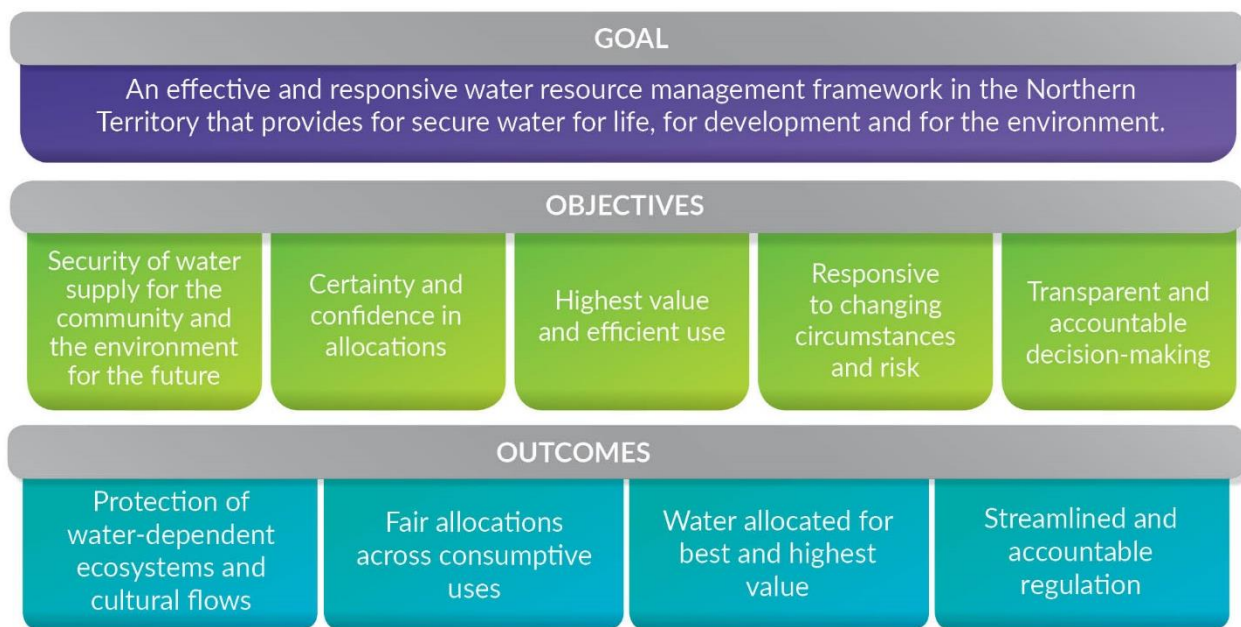 GOAL
An effective and responsive water resource management framework in the Northern
Territory that provides for secure water for life, for development and for the environment.
OBJECTIVES
Security of water
supply for the
community and
the environment
for the future
Certainty and
confidence in
allocations
Highest value
and efficient use
Responsive
to changing
circumstances
and risk
Transparent and
accountable
decision-making
OUTCOMES
Protection of
water-dependent
ecosystems and
cultural flows
Fair allocations
across consumptive
uses
Water allocated for
best and highest
value
Streamlined and
accountable
regulation